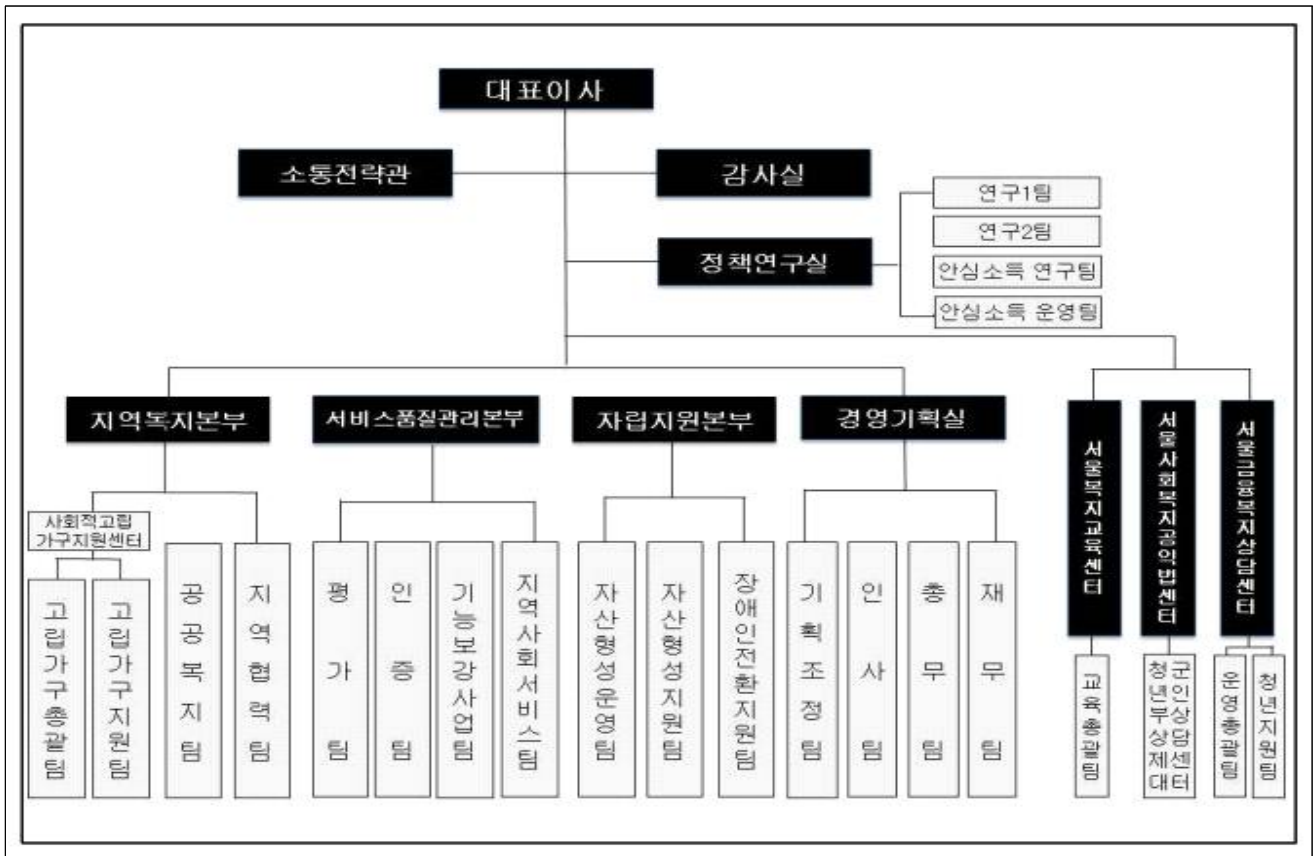 대표이사
소통전략관
감사실
정책연구실
연구1팀
연구2팀
안심소득 연구팀
안심소득 운영팀
지역복지본부
서비스품질관리본부
자립지원본부
경영기획실
서울복지교육센터
서울사회복지공익법센터
서울금융복지상담센터
사회적고립
가구지원센터
고립가구총괄팀
고립가구지원팀
공공복지팀
지역협력팀
평가팀
인증팀
기능보강사업팀
지역사회서비스팀
자산형성운영팀
자산형성지원팀
장애인전환지원팀
기획조정팀
인사팀
총무팀
재무팀
교육총괄팀
청년부상제대
군인상담센터
운영총괄팀
청년지원팀